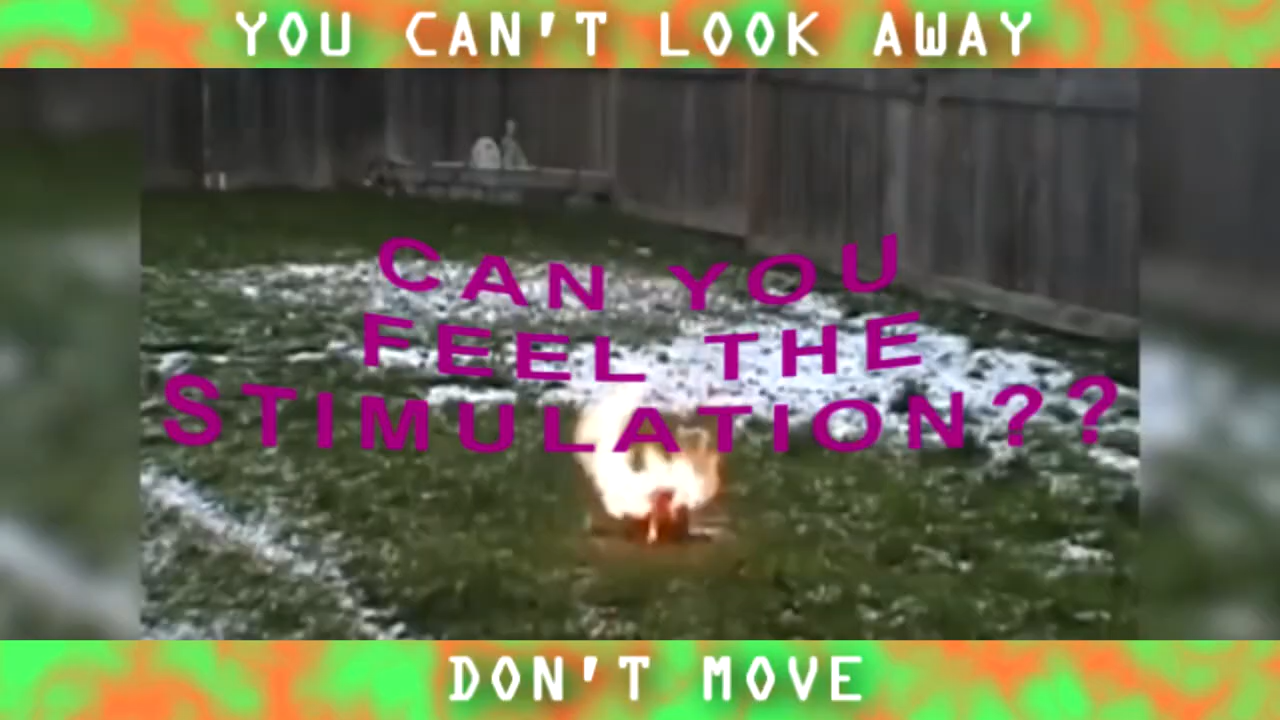 YOU CAN'T LOOK AWAY
CAN YOU
FEEL THE
STIMULATION??
DON'T MOVE